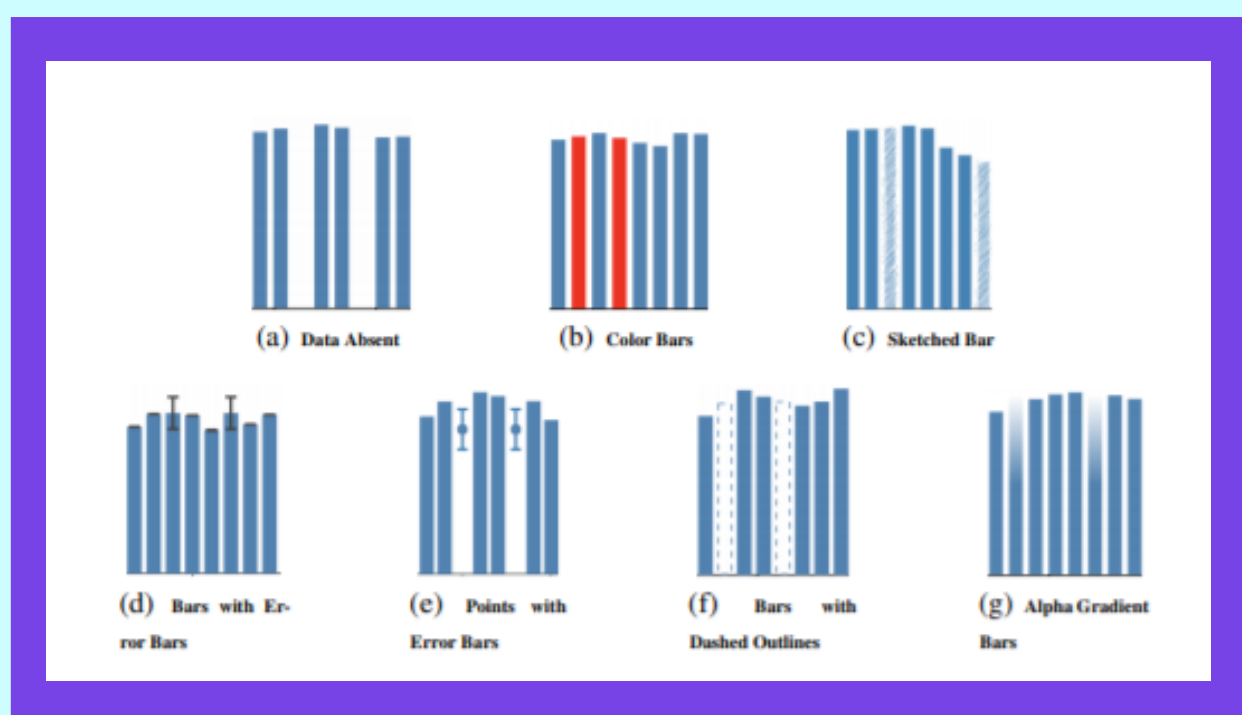 (a) Data Absent
(b) Color Bars
(c) Sketched Bar
(d) Bars with Er-
ror Bars
(e) Points with
Error Bars
(f) Bars with
Dashed Outlines
(g) Alpha Gradient
Bars